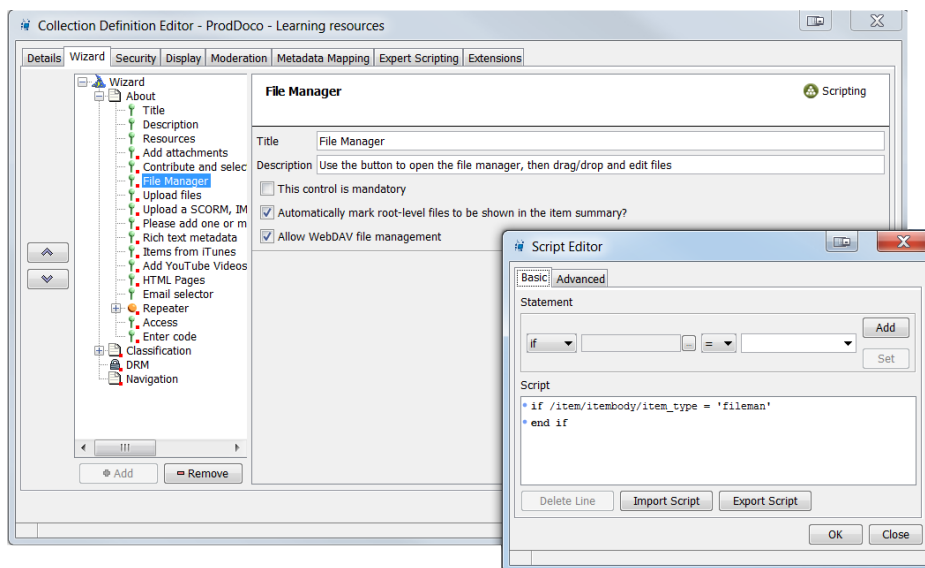 Collection Definition Editor - ProdDoco - Learning resources
Details Wizard Security Display Moderation Metadata Mapping Expert Scripting Extensions
Wizard
About
Title
Description
Resources
Add attachments
Contribute and selec
File Manager
Upload files
Upload a SCORM, IM
Please add one or m
Rich text metadata
Items from iTunes
Add YouTube Videos
HTML Pages
Email selector
Repeater
Access
Enter code
Classification
DRM
Navigation
Add Remove
File Manager Scripting
Title File Manager
Description Use the button to open the file manager, then drag/drop and edit files
This control is mandatory
Automatically mark root-level files to be shown in the item summary?
Allow WebDAV file management
Script Editor
Basic Advanced
Statement
if ... = Add
Set
Script
if /item/itembody/item_type = 'fileman'
end if
Delete Line Import Script Export Script
OK Close